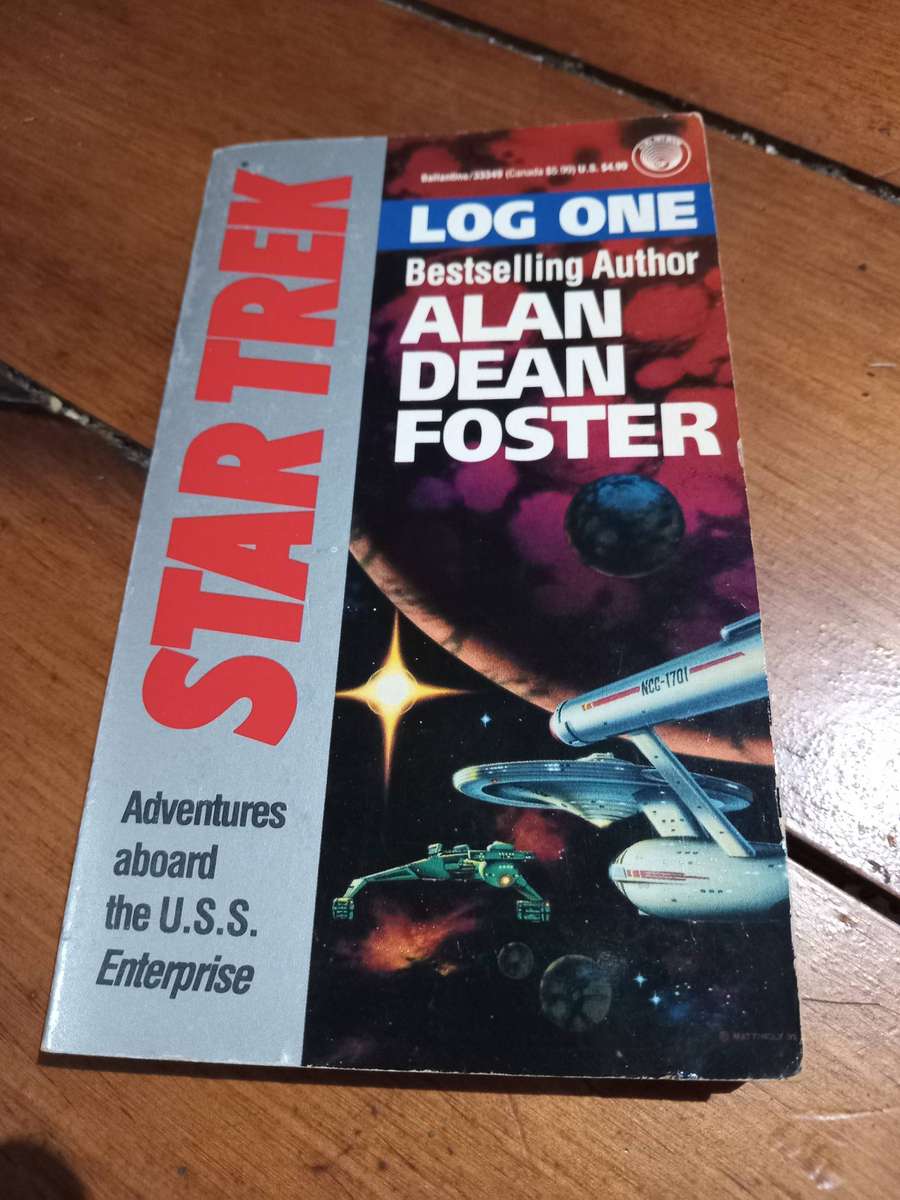 STAR TREK
Adventures
aboard
the U.S.S.
Enterprise
Ballantine/33349 (Canada $5.99) U.S. $4.99
LOG ONE
Bestselling Author
ALAN
DEAN
FOSTER
NCC-1701
© MATTINGLY